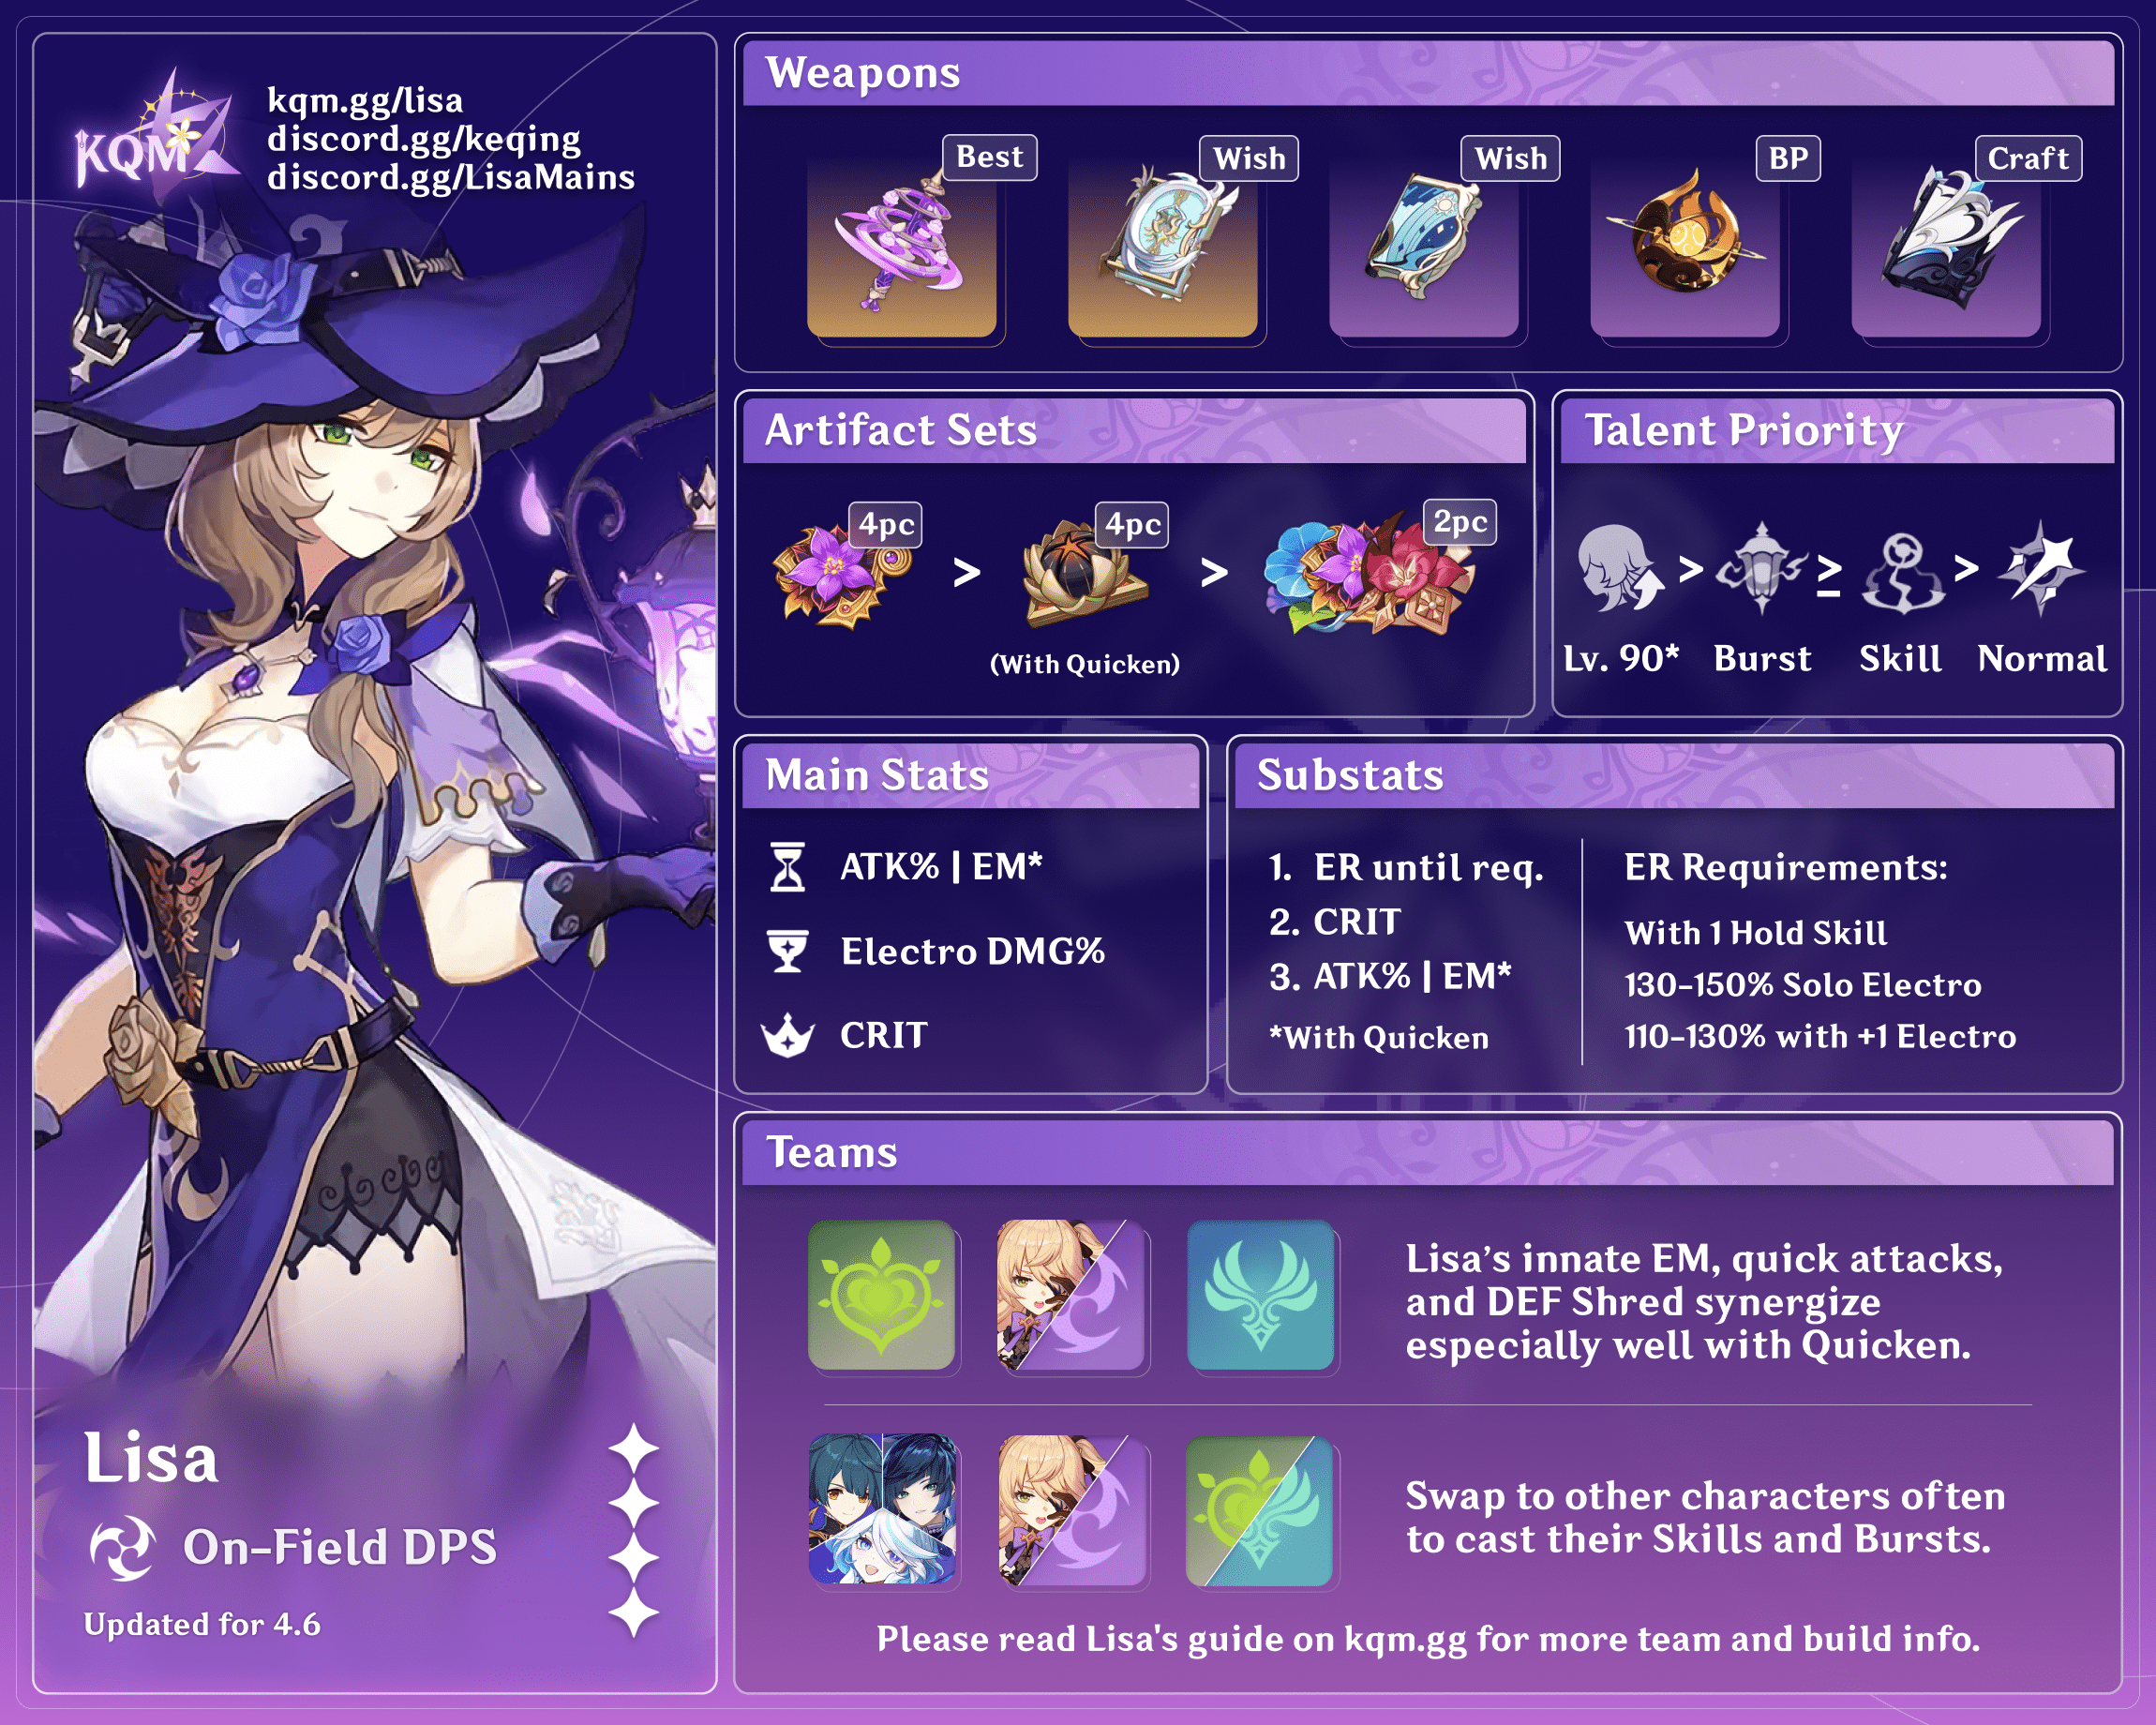 KQM
kqm.gg/lisa
discord.gg/keqing
discord.gg/LisaMains
Lisa
On-Field DPS
Updated for 4.6
Weapons
Best
Wish
Wish
BP
Craft
Artifact Sets
4pc
>
4pc
>
2pc
(With Quicken)
Talent Priority
> ≥ >
Lv. 90* Burst Skill Normal
Main Stats
ATK% | EM*
Electro DMG%
CRIT
Substats
1. ER until req.
2. CRIT
3. ATK% | EM*
*With Quicken
ER Requirements:
With 1 Hold Skill
130-150% Solo Electro
110-130% with +1 Electro
Teams
Lisa’s innate EM, quick attacks,
and DEF Shred synergize
especially well with Quicken.
Swap to other characters often
to cast their Skills and Bursts.
Please read Lisa's guide on kqm.gg for more team and build info.